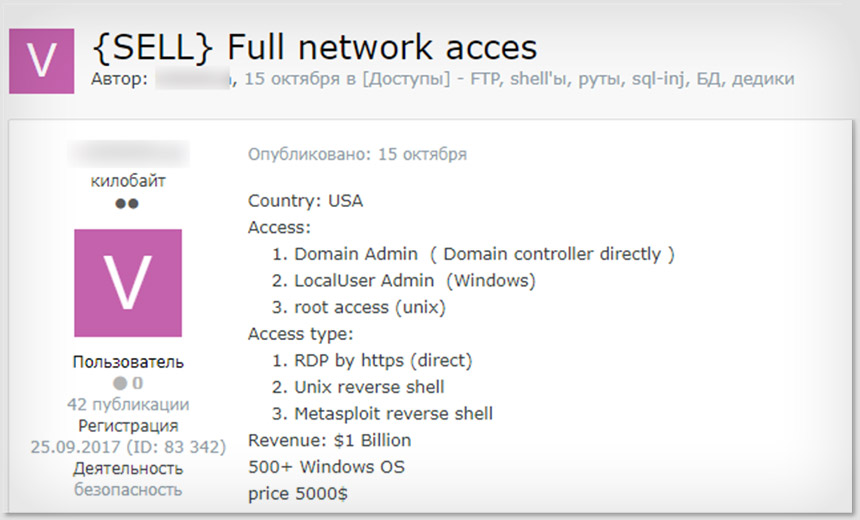 V
{SELL} Full network acces
Автор: , 15 октября в [Доступы] - FTP, shell'ы, руты, sql-inj, БД, дедики
килобайт
V
Пользователь
0
42 публикации
Регистрация
25.09.2017 (ID: 83 342)
Деятельность
безопасность
Опубликовано: 15 октября
Country: USA
Access:
1. Domain Admin ( Domain controller directly )
2. LocalUser Admin (Windows)
3. root access (unix)
Access type:
1. RDP by https (direct)
2. Unix reverse shell
3. Metasploit reverse shell
Revenue: $1 Billion
500+ Windows OS
price 5000$